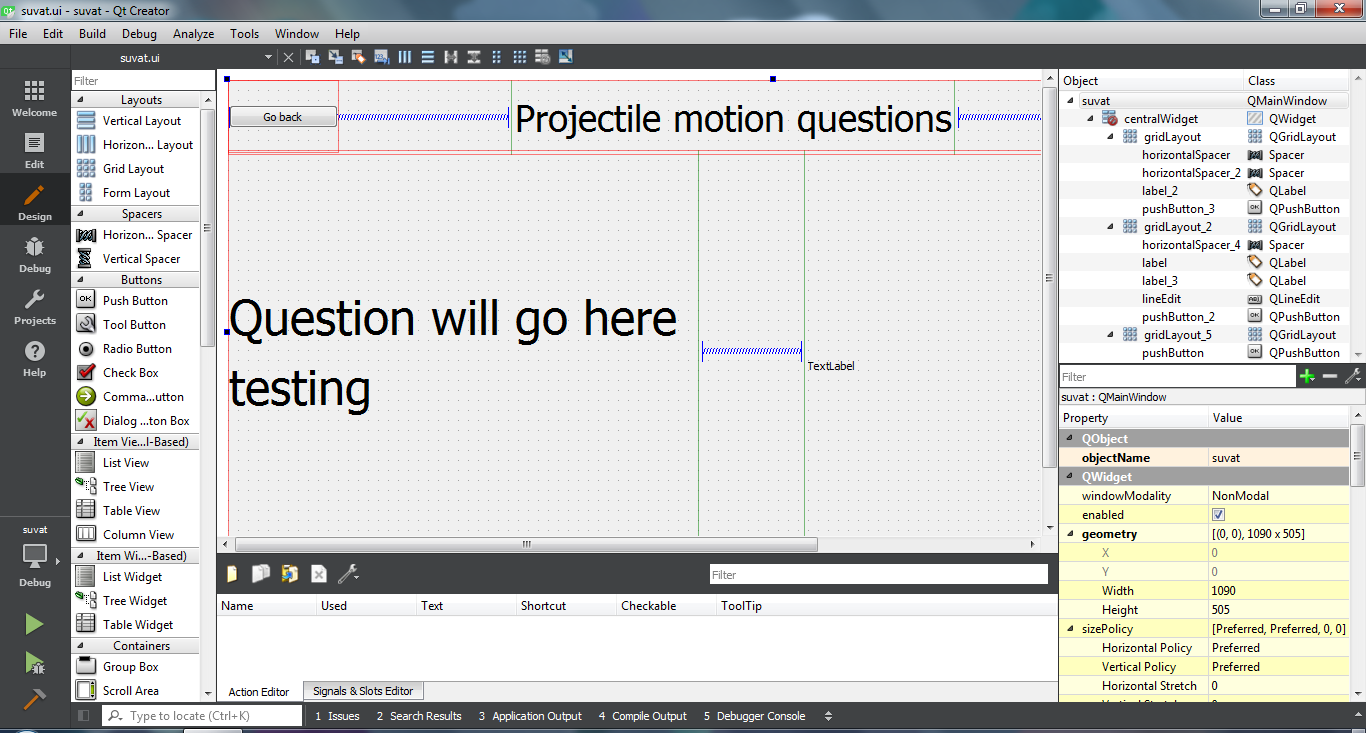 suvat.ui - suvat - Qt Creator
File Edit Build Debug Analyze Tools Window Help
suvat.ui
Welcome
Edit
Design
Debug
Projects
Help
suvat
Debug
Filter
Layouts
Vertical Layout
Horizon... Layout
Grid Layout
Form Layout
Spacers
Horizon... Spacer
Vertical Spacer
Buttons
Push Button
Tool Button
Radio Button
Check Box
Comma...utton
Dialog ...ton Box
Item Vie...l-Based)
List View
Tree View
Table View
Column View
Item Wi...-Based)
List Widget
Tree Widget
Table Widget
Containers
Group Box
Scroll Area
Go back
Projectile motion questions
Question will go here
testing
TextLabel
Filter
Name Used Text Shortcut Checkable ToolTip
Action Editor Signals & Slots Editor
Object Class
suvat QMainWindow
centralWidget QWidget
gridLayout QGridLayout
horizontalSpacer Spacer
horizontalSpacer_2 Spacer
label_2 QLabel
pushButton_3 QPushButton
gridLayout_2 QGridLayout
horizontalSpacer_4 Spacer
label QLabel
label_3 QLabel
lineEdit QLineEdit
pushButton_2 QPushButton
gridLayout_5 QGridLayout
pushButton QPushButton
Filter
suvat : QMainWindow
Property Value
QObject
objectName suvat
QWidget
windowModality NonModal
enabled
geometry [(0, 0), 1090 x 505]
X 0
Y 0
Width 1090
Height 505
sizePolicy [Preferred, Preferred, 0, 0]
Horizontal Policy Preferred
Vertical Policy Preferred
Horizontal Stretch 0
Type to locate (Ctrl+K) 1 Issues 2 Search Results 3 Application Output 4 Compile Output 5 Debugger Console